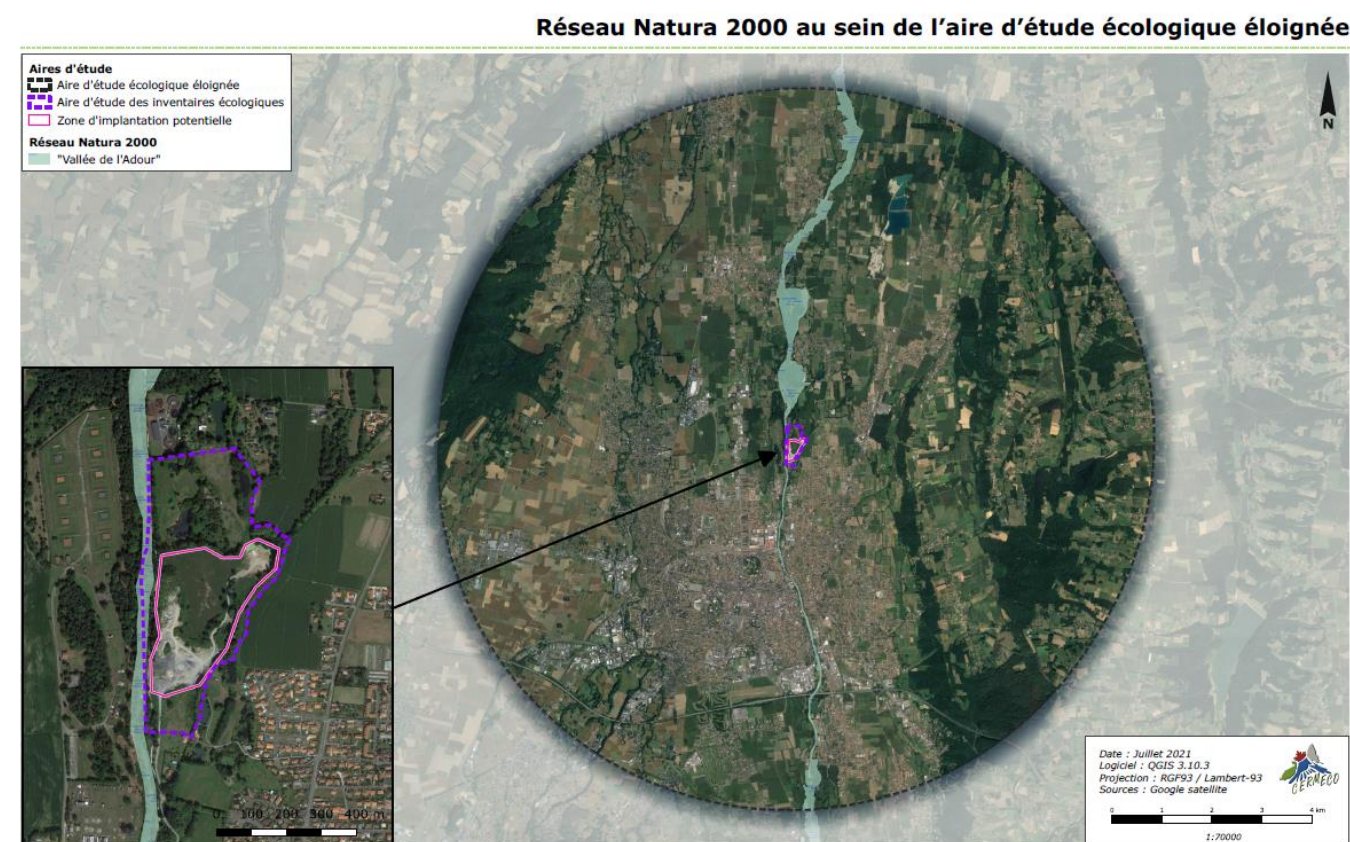 Réseau Natura 2000 au sein de l'aire d'étude écologique éloignée
Aires d'étude
Aire d'étude écologique éloignée
Aire d'étude des inventaires écologiques
Zone d'implantation potentielle
Réseau Natura 2000
"Vallée de l'Adour"
N
0 100 200 300 400 m
Date : Juillet 2021
Logiciel : QGIS 3.10.3
Projection : RGF93 / Lambert-93
Sources : Google satellite
CERMECO
0 1 2 3 4 km
1:70000